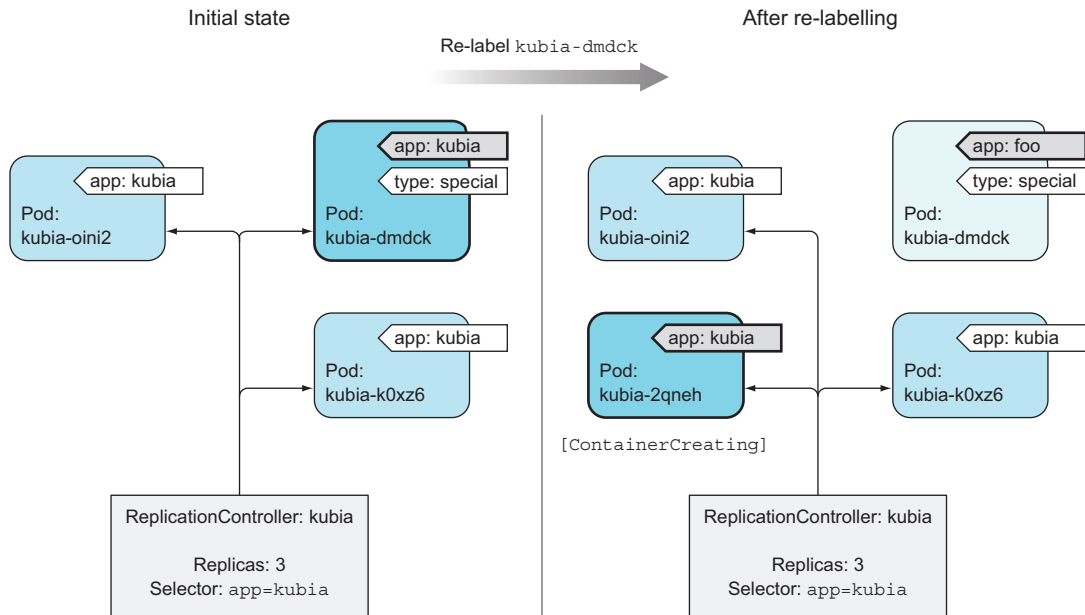 Initial state
After re-labelling
Re-label kubia-dmdck
app: kubia
Pod:
kubia-oini2
app: kubia
type: special
Pod:
kubia-dmdck
app: kubia
Pod:
kubia-k0xz6
ReplicationController: kubia
Replicas: 3
Selector: app=kubia
app: kubia
Pod:
kubia-oini2
app: foo
type: special
Pod:
kubia-dmdck
app: kubia
Pod:
kubia-2qneh
[ContainerCreating]
app: kubia
Pod:
kubia-k0xz6
ReplicationController: kubia
Replicas: 3
Selector: app=kubia